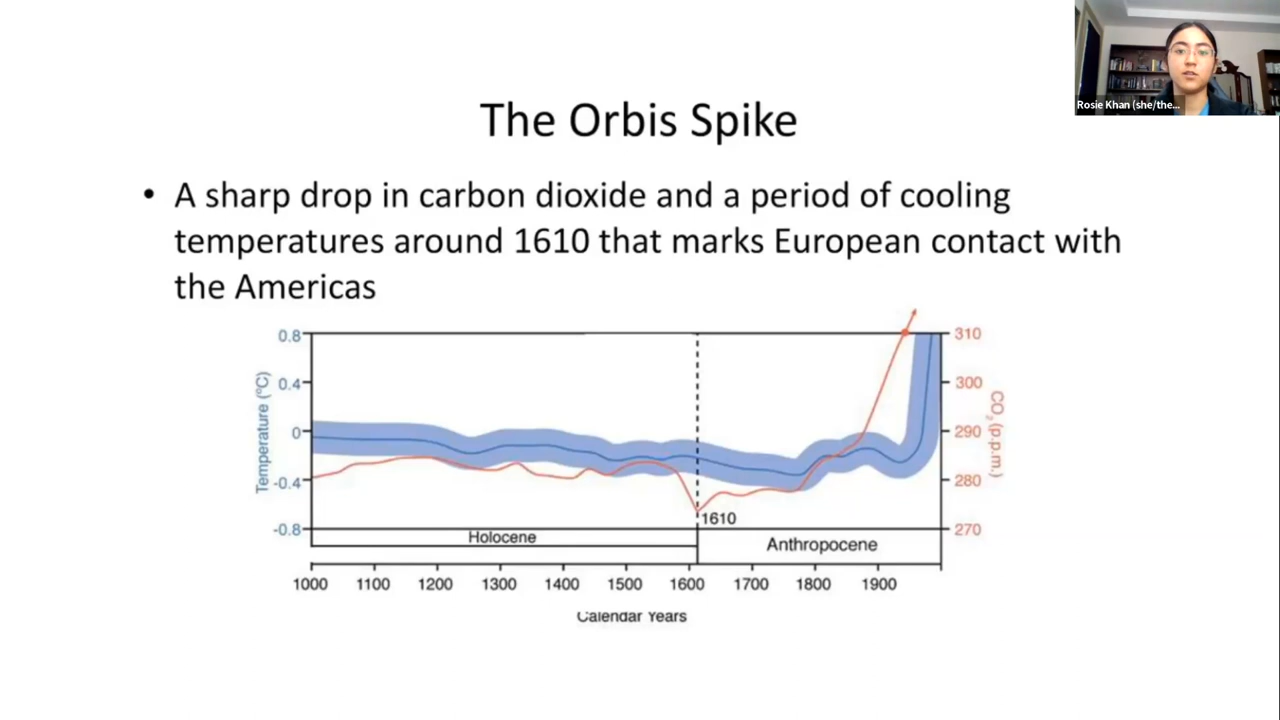 Rosie Khan (she/the...
The Orbis Spike
• A sharp drop in carbon dioxide and a period of cooling
temperatures around 1610 that marks European contact with
the Americas
0.8
0.4
0
-0.4
-0.8
Temperature (°C)
310
300
290
280
270
CO₂ (p.p.m.)
1610
Holocene
Anthropocene
1000 1100 1200 1300 1400 1500 1600 1700 1800 1900
Calendar Years